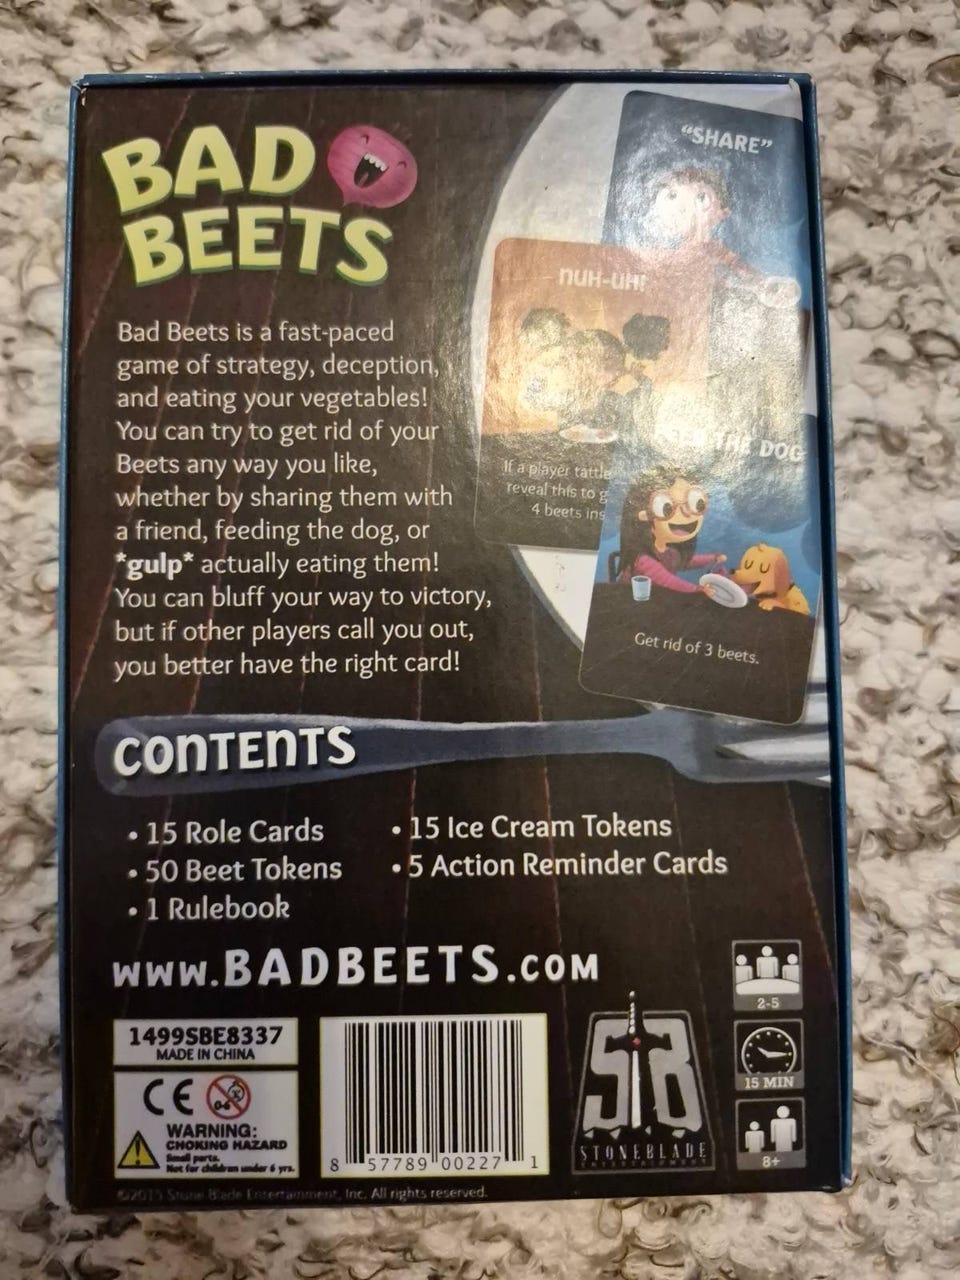 BAD
BEETS
Bad Beets is a fast-paced
game of strategy, deception,
and eating your vegetables!
You can try to get rid of your
Beets any way you like,
whether by sharing them with
a friend, feeding the dog, or
*gulp* actually eating them!
You can bluff your way to victory,
but if other players call you out,
you better have the right card!
"SHARE"
NUH-UH!
If a player tattle
reveal this to g
4 beets ins
THE DOG
Get rid of 3 beets.
CONTENTS
• 15 Role Cards
• 50 Beet Tokens
• 1 Rulebook
• 15 Ice Cream Tokens
• 5 Action Reminder Cards
www.BADBEETS.com
2-5
15 MIN
8+
1499SBE8337
MADE IN CHINA
CE
0-6
WARNING:
CHOKING HAZARD
Small parts.
Not for children under 6 yrs.
8 57789 00227 1
SB
STONEBLADE
ENTERTAINMENT
©2015 Stone Blade Entertainment, Inc. All rights reserved.